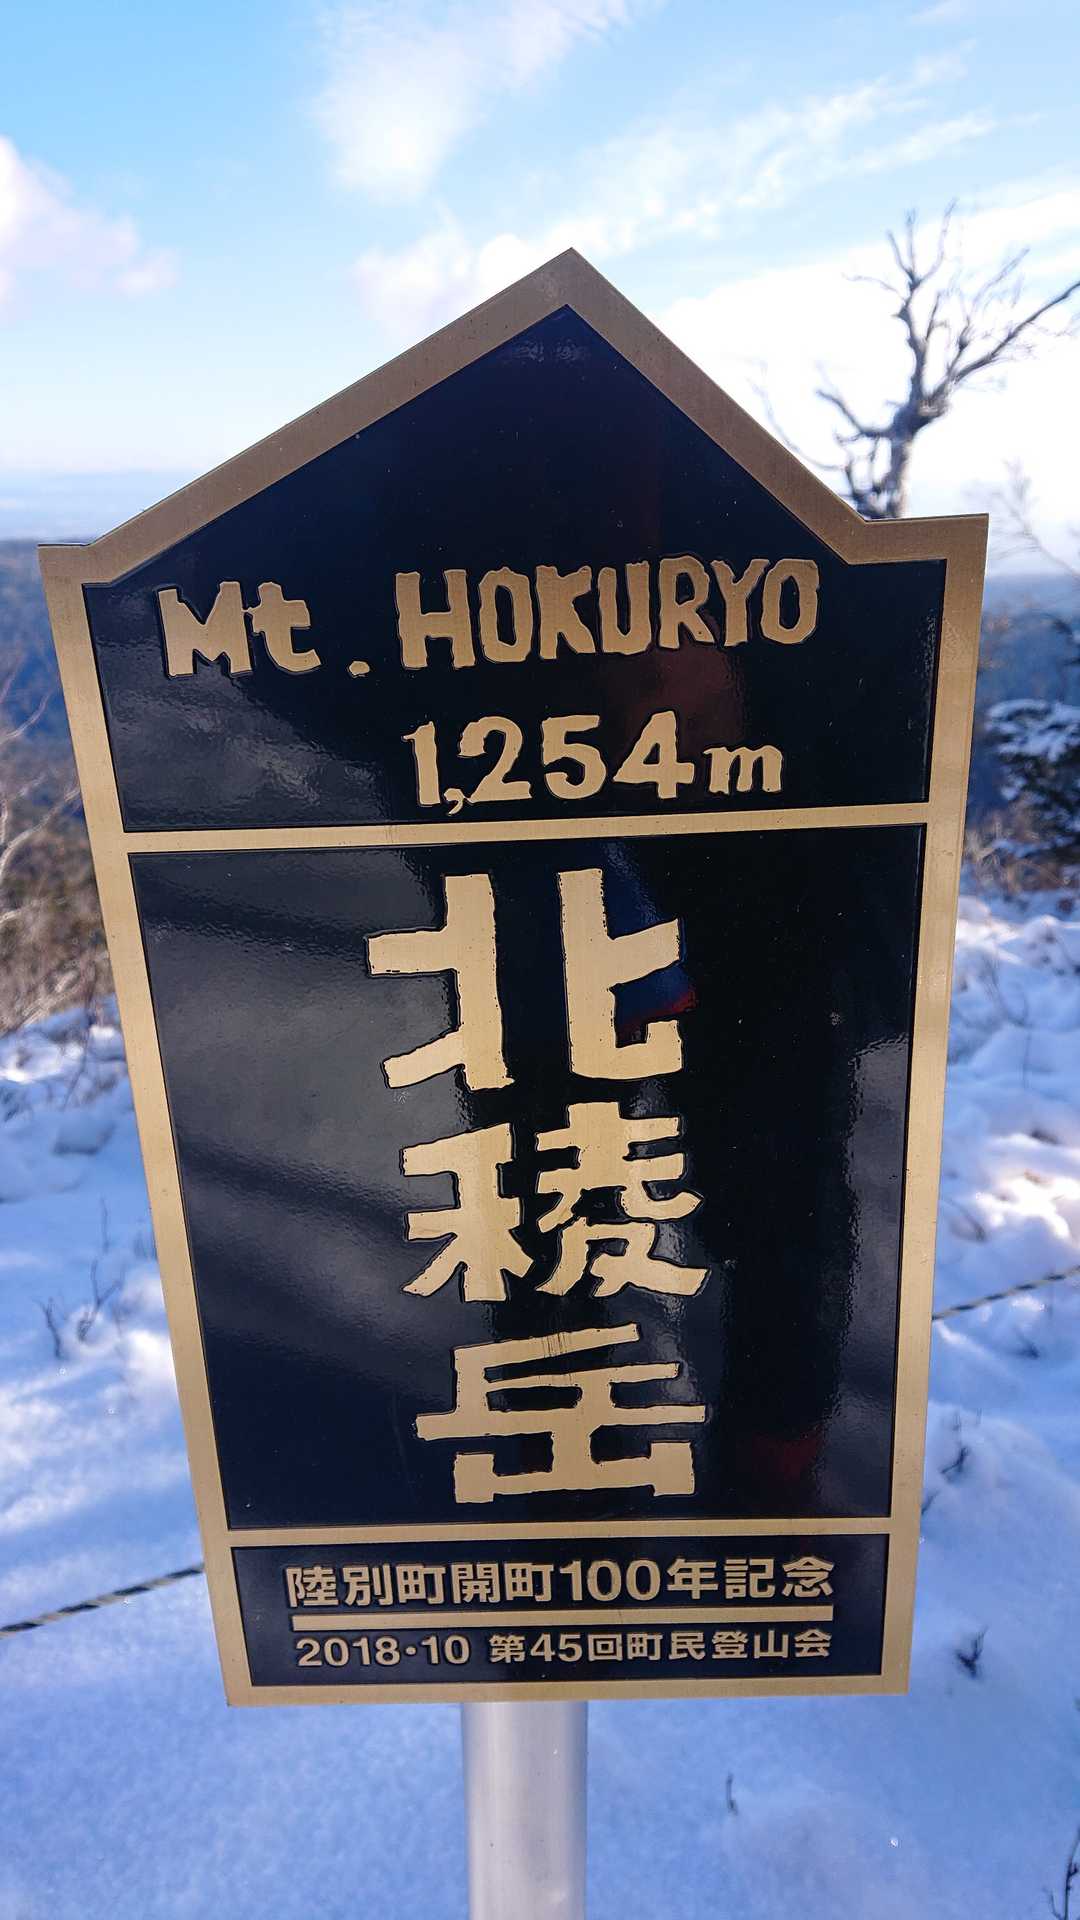 Mt. HOKURYO
1,254m
北稜岳
陸別町開町100年記念
2018・10 第45回町民登山会